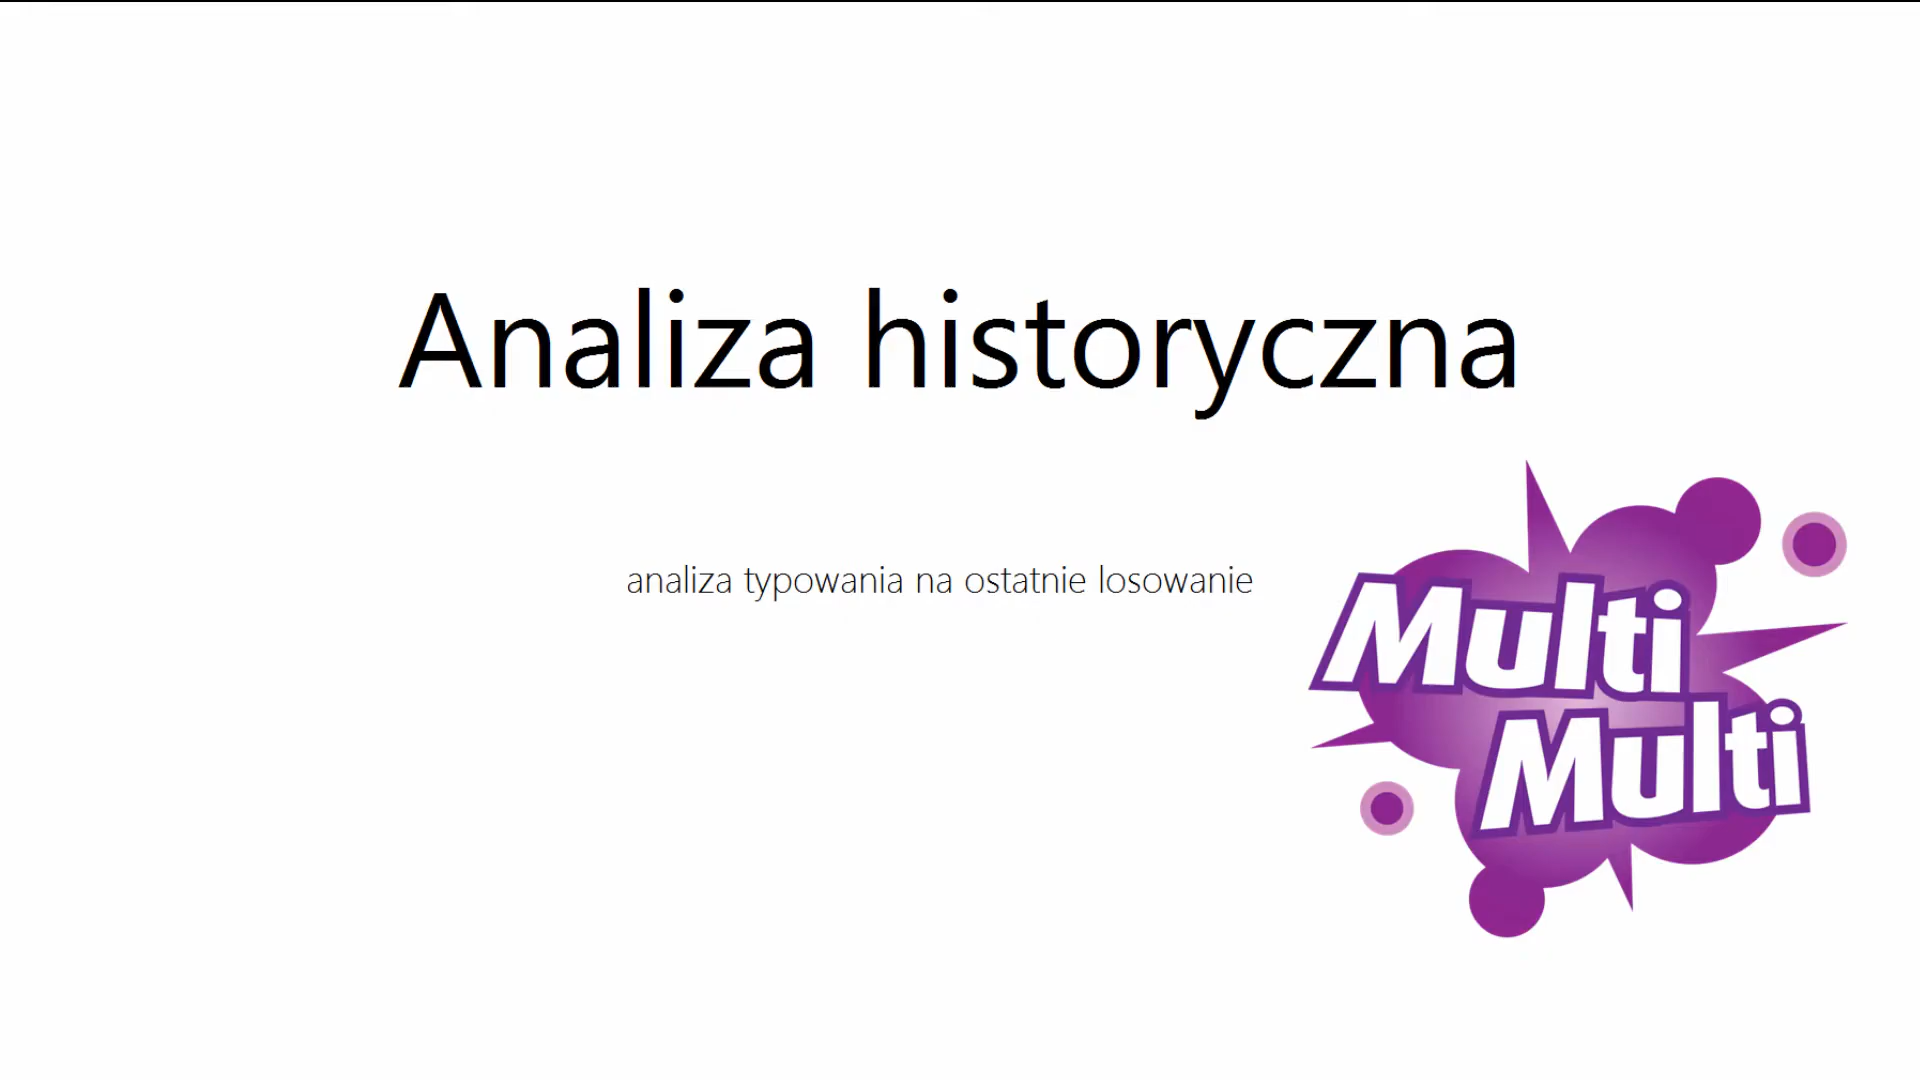 Analiza historyczna
analiza typowania na ostatnie losowanie
Multi
Multi